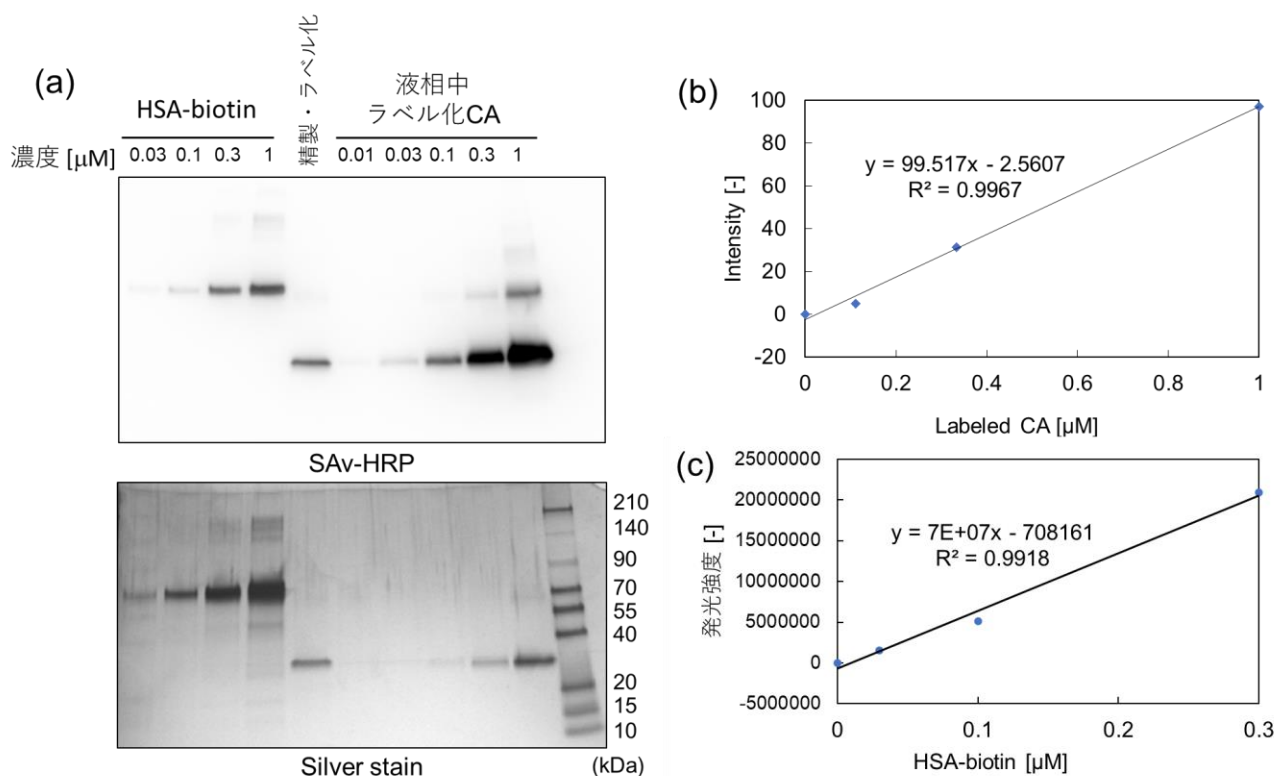 (a)
HSA-biotin
精製・ラベル化
液相中
ラベル化CA
濃度 [μM]
0.03 0.1 0.3 1
0.01 0.03 0.1 0.3 1
SAv-HRP
210
140
90
70
55
40
20
15
10
Silver stain
(kDa)
(b)
100
80
60
40
20
0
-20
Intensity [-]
y = 99.517x - 2.5607
R² = 0.9967
0 0.2 0.4 0.6 0.8 1
Labeled CA [μM]
(c)
25000000
20000000
15000000
10000000
5000000
0
-5000000
発光強度 [-]
y = 7E+07x - 708161
R² = 0.9918
0 0.1 0.2 0.3
HSA-biotin [μM]